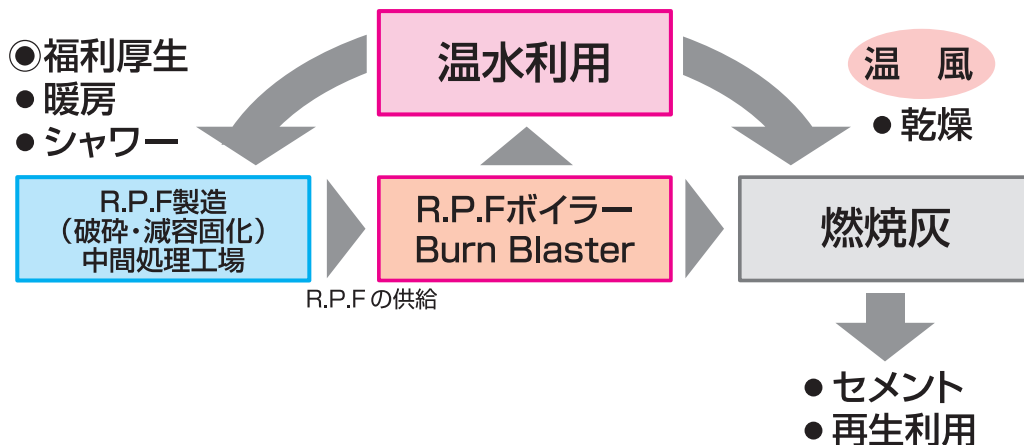 ◉福利厚生
● 暖房
● シャワー
温水利用
温 風
● 乾燥
R.P.F製造
（破砕・減容固化）
中間処理工場
R.P.Fの供給
R.P.Fボイラー
Burn Blaster
燃焼灰
● セメント
● 再生利用